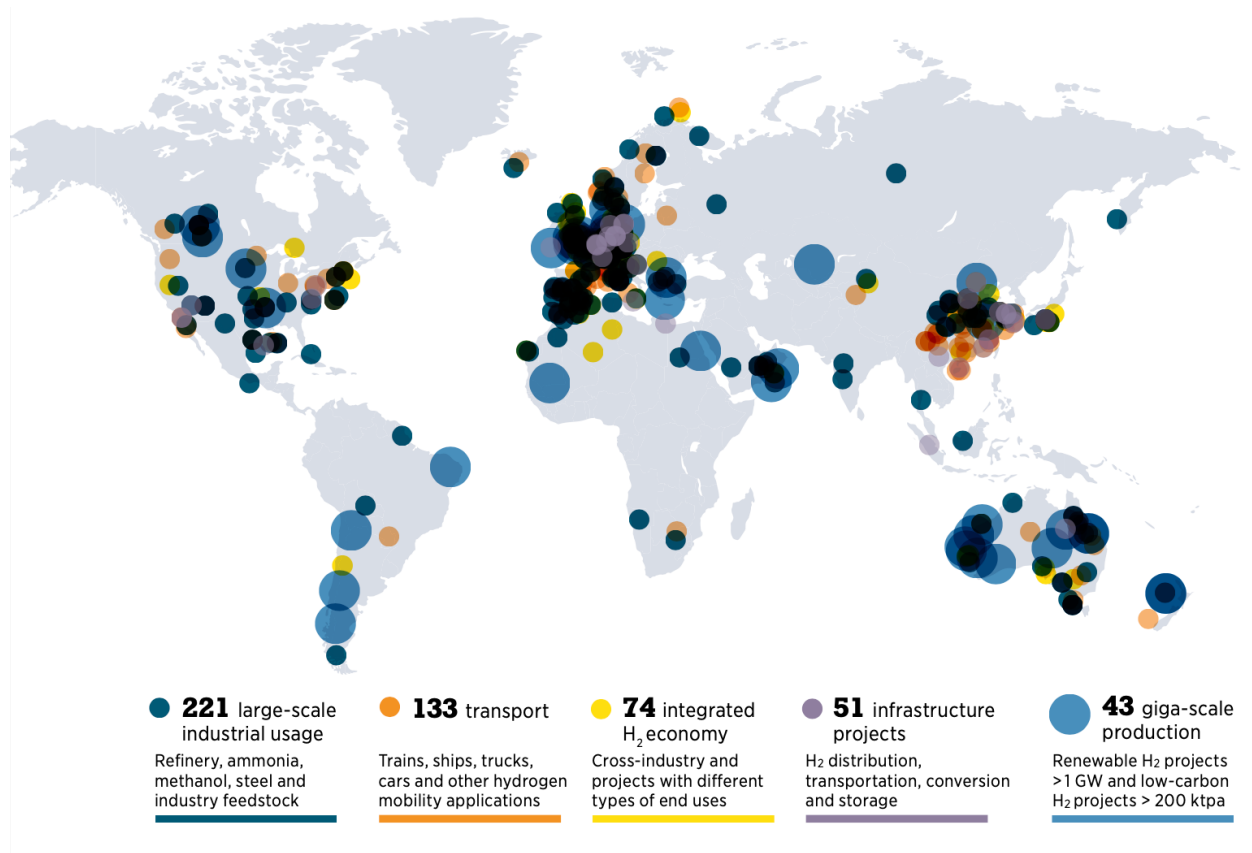 221 large-scale
industrial usage
Refinery, ammonia,
methanol, steel and
industry feedstock
133 transport
Trains, ships, trucks,
cars and other hydrogen
mobility applications
74 integrated
H2 economy
Cross-industry and
projects with different
types of end uses
51 infrastructure
projects
H2 distribution,
transportation, conversion
and storage
43 giga-scale
production
Renewable H2 projects
>1 GW and low-carbon
H2 projects > 200 ktpa